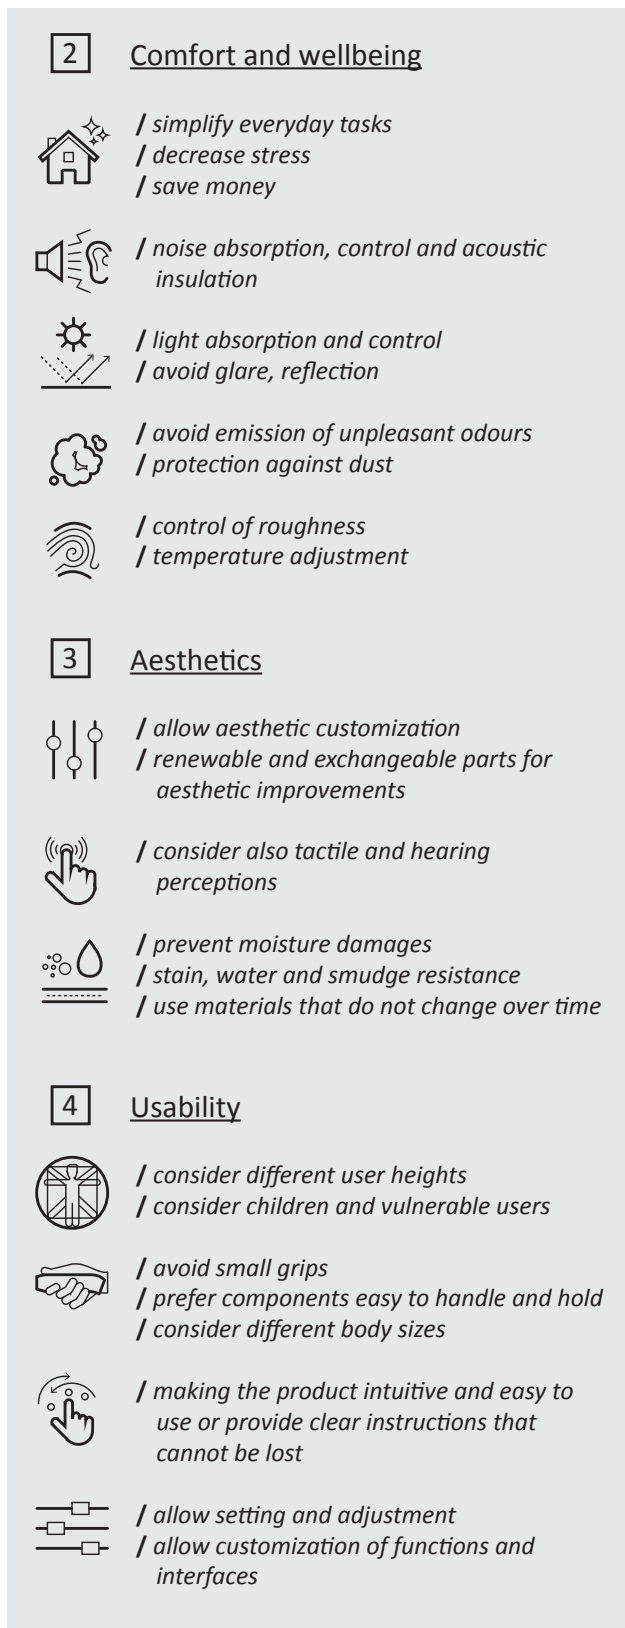 2 Comfort and wellbeing
/ simplify everyday tasks
/ decrease stress
/ save money
/ noise absorption, control and acoustic
insulation
/ light absorption and control
/ avoid glare, reflection
/ avoid emission of unpleasant odours
/ protection against dust
/ control of roughness
/ temperature adjustment
3 Aesthetics
/ allow aesthetic customization
/ renewable and exchangeable parts for
aesthetic improvements
/ consider also tactile and hearing
perceptions
/ prevent moisture damages
/ stain, water and smudge resistance
/ use materials that do not change over time
4 Usability
/ consider different user heights
/ consider children and vulnerable users
/ avoid small grips
/ prefer components easy to handle and hold
/ consider different body sizes
/ making the product intuitive and easy to
use or provide clear instructions that
cannot be lost
/ allow setting and adjustment
/ allow customization of functions and
interfaces